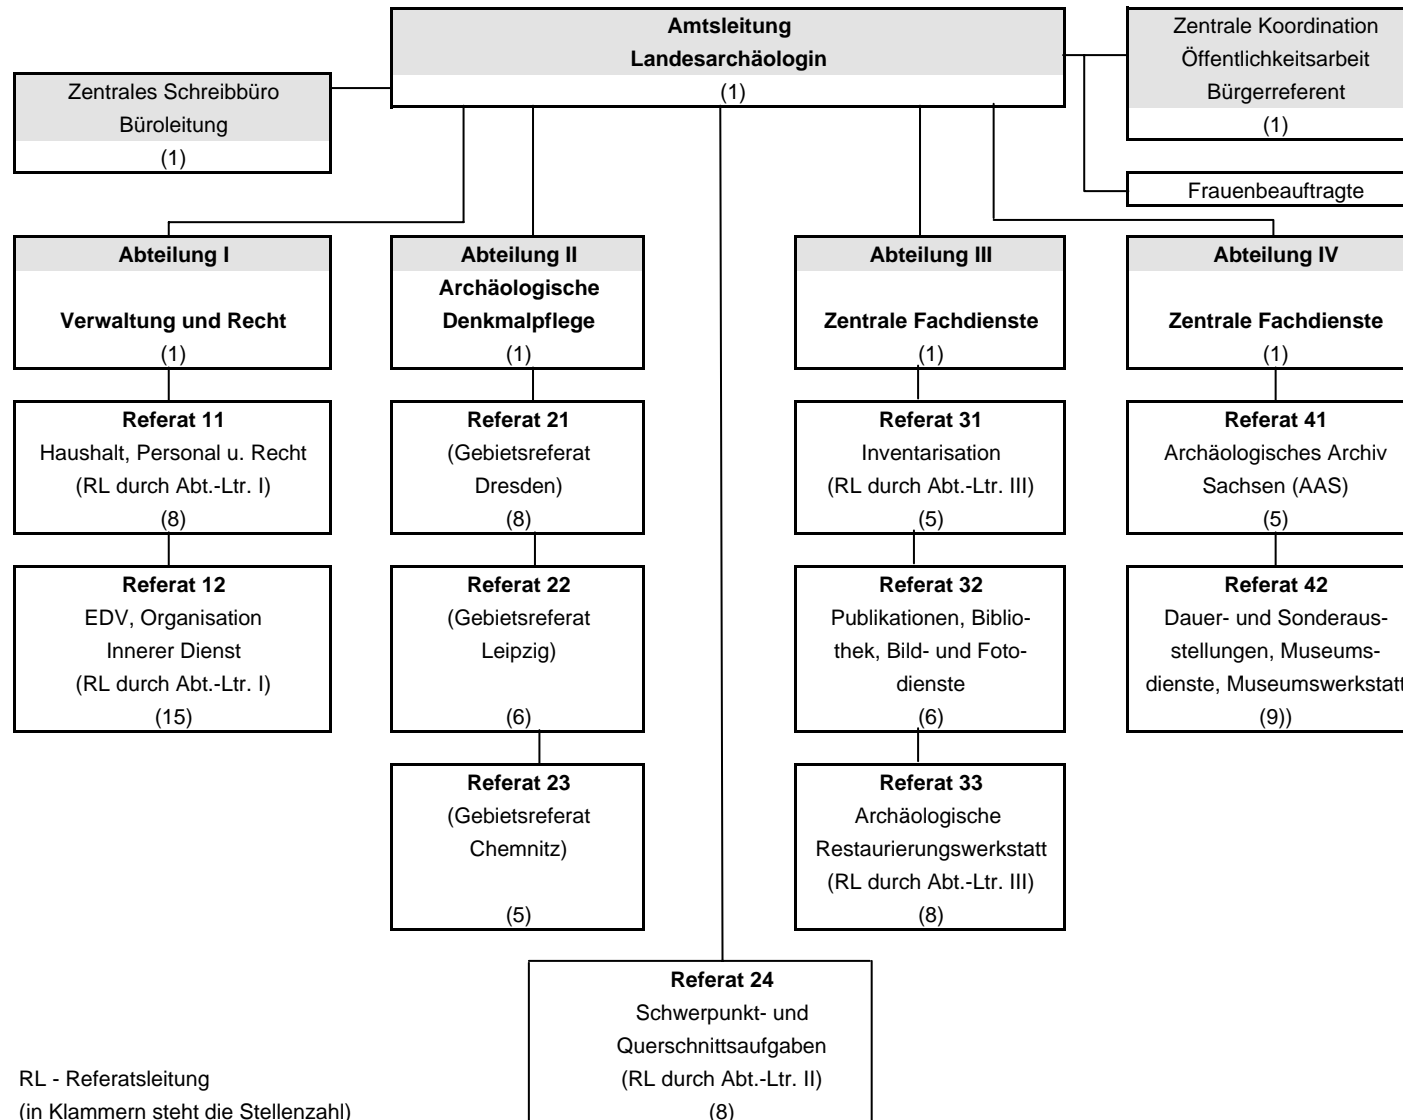 Amtsleitung
Landesarchäologin
(1)
Zentrale Koordination
Öffentlichkeitsarbeit
Bürgerreferent
(1)
Zentrales Schreibbüro
Büroleitung
(1)
Frauenbeauftragte
Abteilung I
Verwaltung und Recht
(1)
Abteilung II
Archäologische
Denkmalpflege
(1)
Abteilung III
Zentrale Fachdienste
(1)
Abteilung IV
Zentrale Fachdienste
(1)
Referat 11
Haushalt, Personal u. Recht
(RL durch Abt.-Ltr. I)
(8)
Referat 21
(Gebietsreferat
Dresden)
(8)
Referat 31
Inventarisation
(RL durch Abt.-Ltr. III)
(5)
Referat 41
Archäologisches Archiv
Sachsen (AAS)
(5)
Referat 12
EDV, Organisation
Innerer Dienst
(RL durch Abt.-Ltr. I)
(15)
Referat 22
(Gebietsreferat
Leipzig)
(6)
Referat 32
Publikationen, Biblio-
thek, Bild- und Foto-
dienste
(6)
Referat 42
Dauer- und Sonderaus-
stellungen, Museums-
dienste, Museumswerkstatt
(9))
Referat 23
(Gebietsreferat
Chemnitz)
(5)
Referat 33
Archäologische
Restaurierungswerkstatt
(RL durch Abt.-Ltr. III)
(8)
Referat 24
Schwerpunkt- und
Querschnittsaufgaben
(RL durch Abt.-Ltr. II)
(8)
RL - Referatsleitung
(in Klammern steht die Stellenzahl)